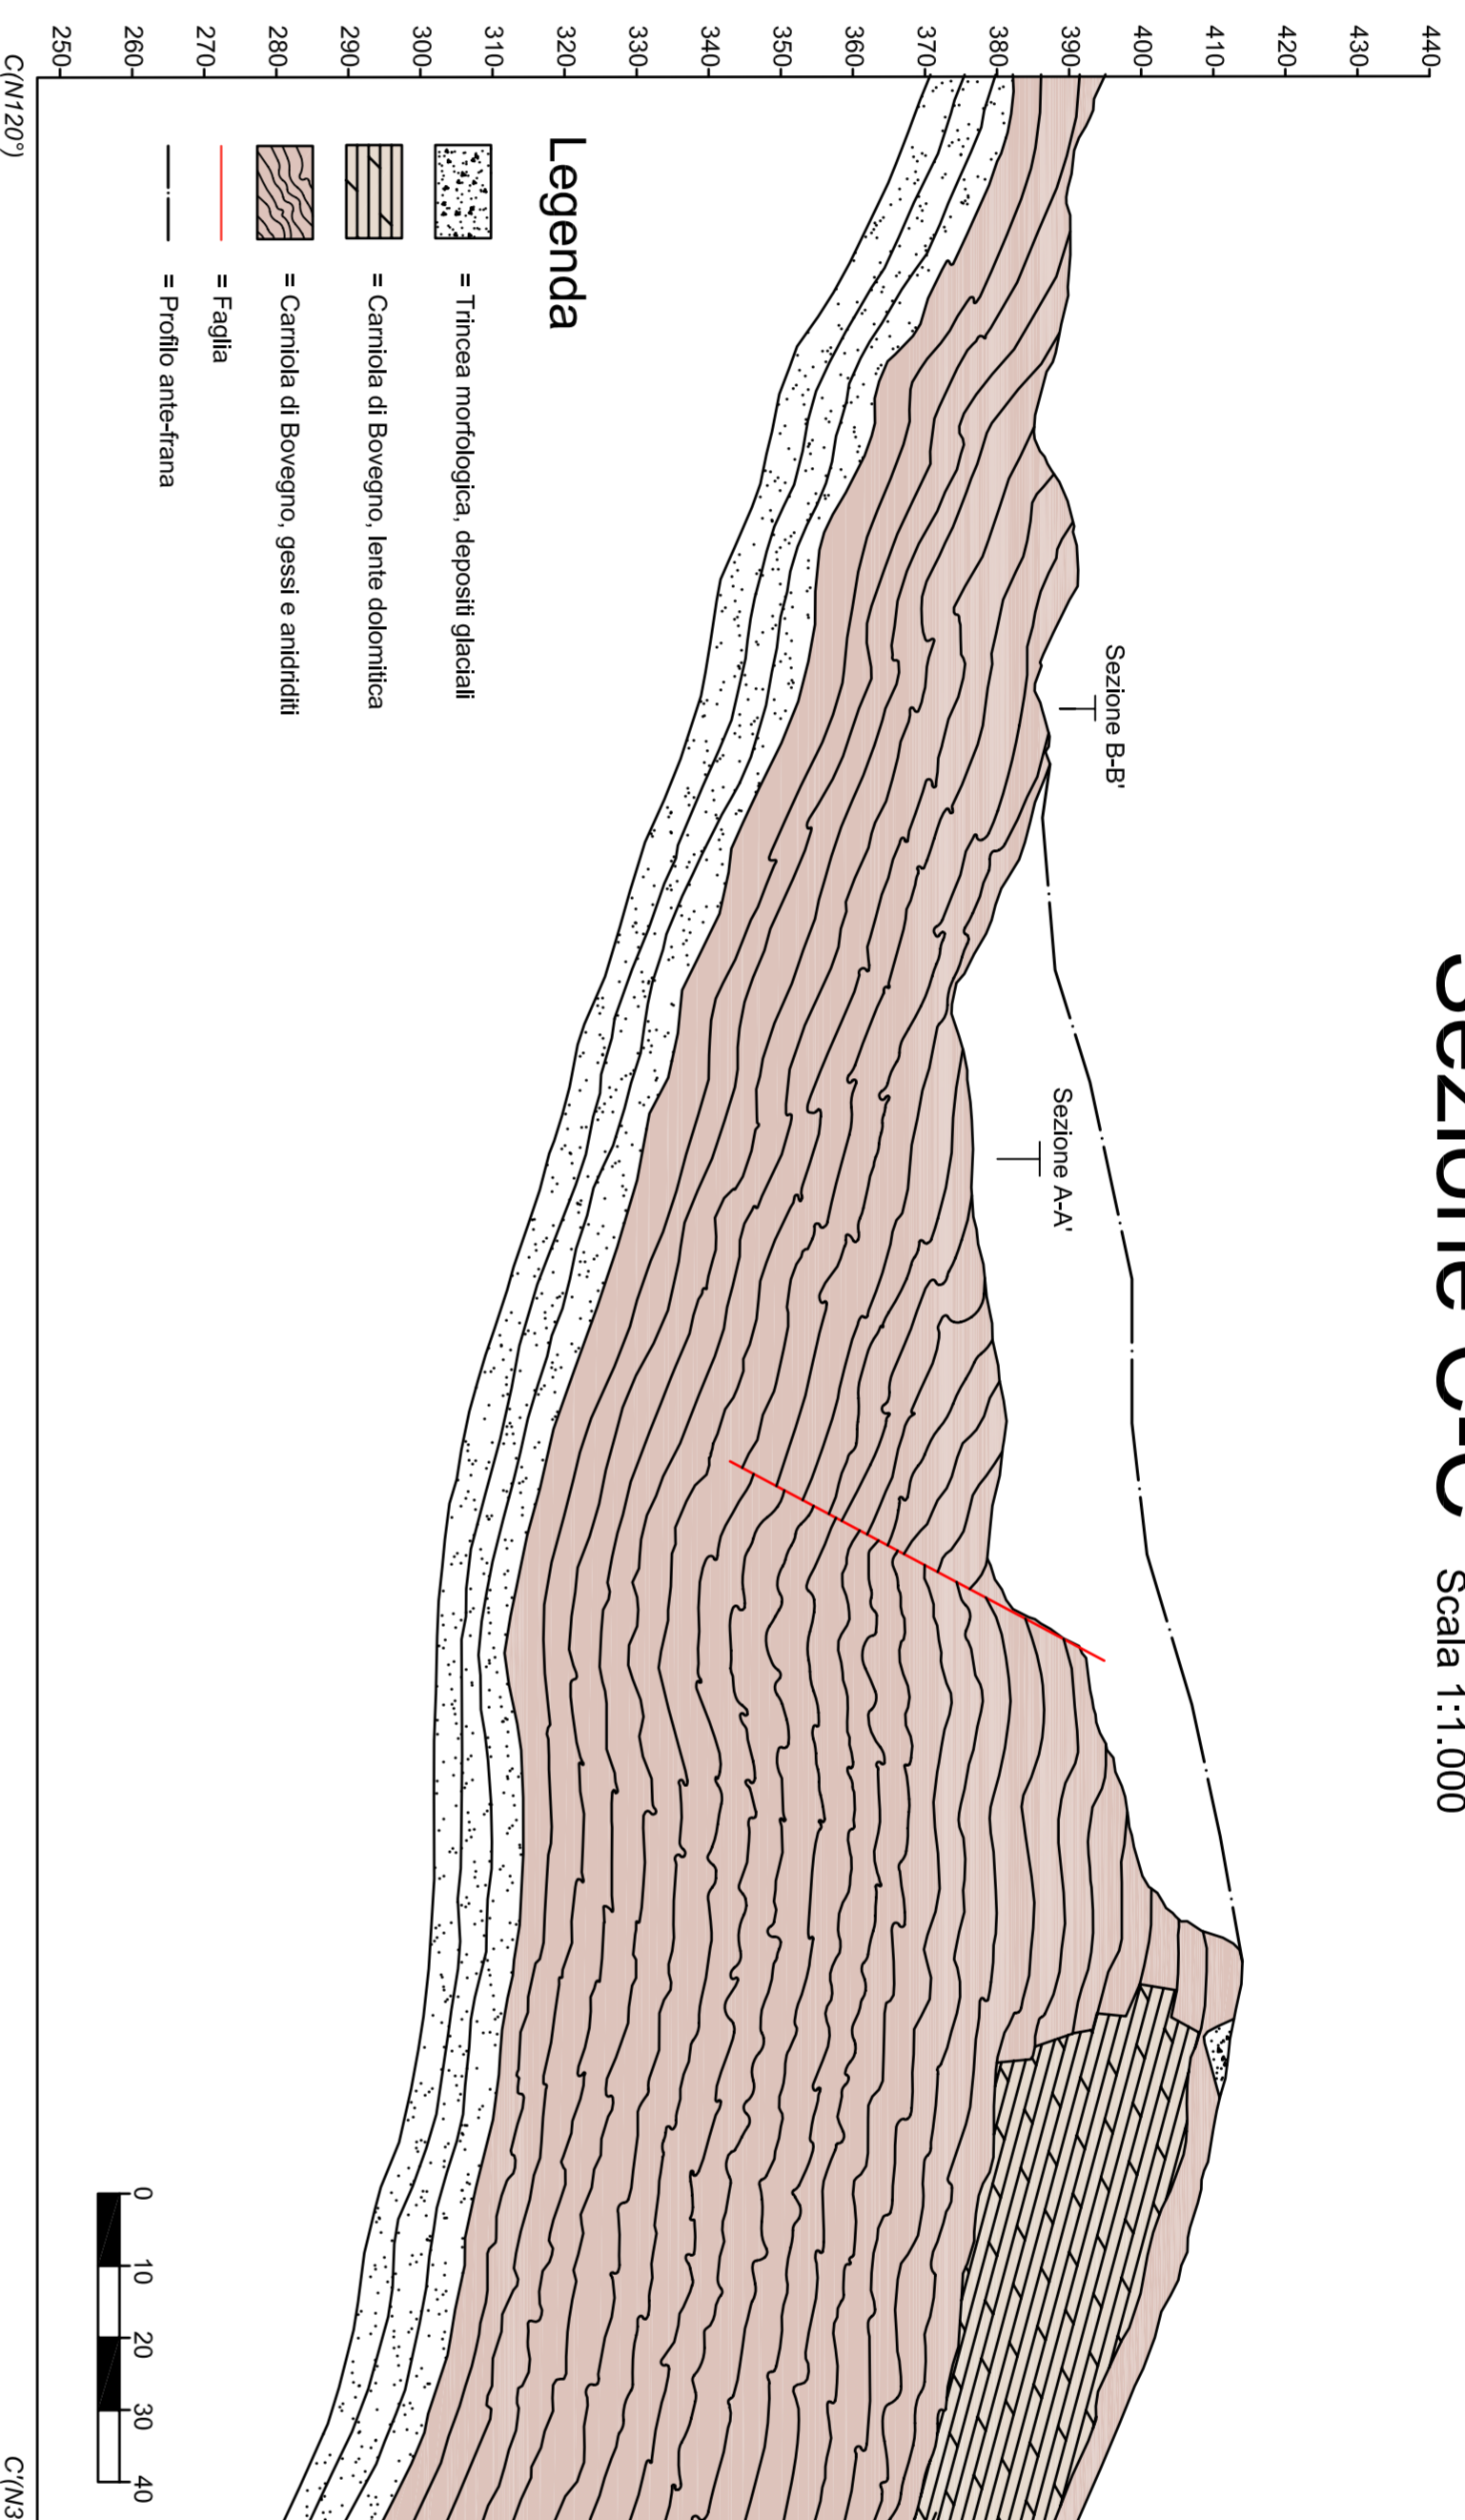 Sezione C-C' Scala 1:1.000
440
430
420
410
400
390
380
370
360
350
340
330
320
310
300
290
280
270
260
250
Sezione B-B'
Sezione A-A'
Legenda
= Trincea morfologica, depositi glaciali
= Carniola di Bovegno, lente dolomitica
= Carniola di Bovegno, gessi e anidriditi
= Faglia
= Profilo ante-frana
0 10 20 30 40
C(N120°)
C'(N3